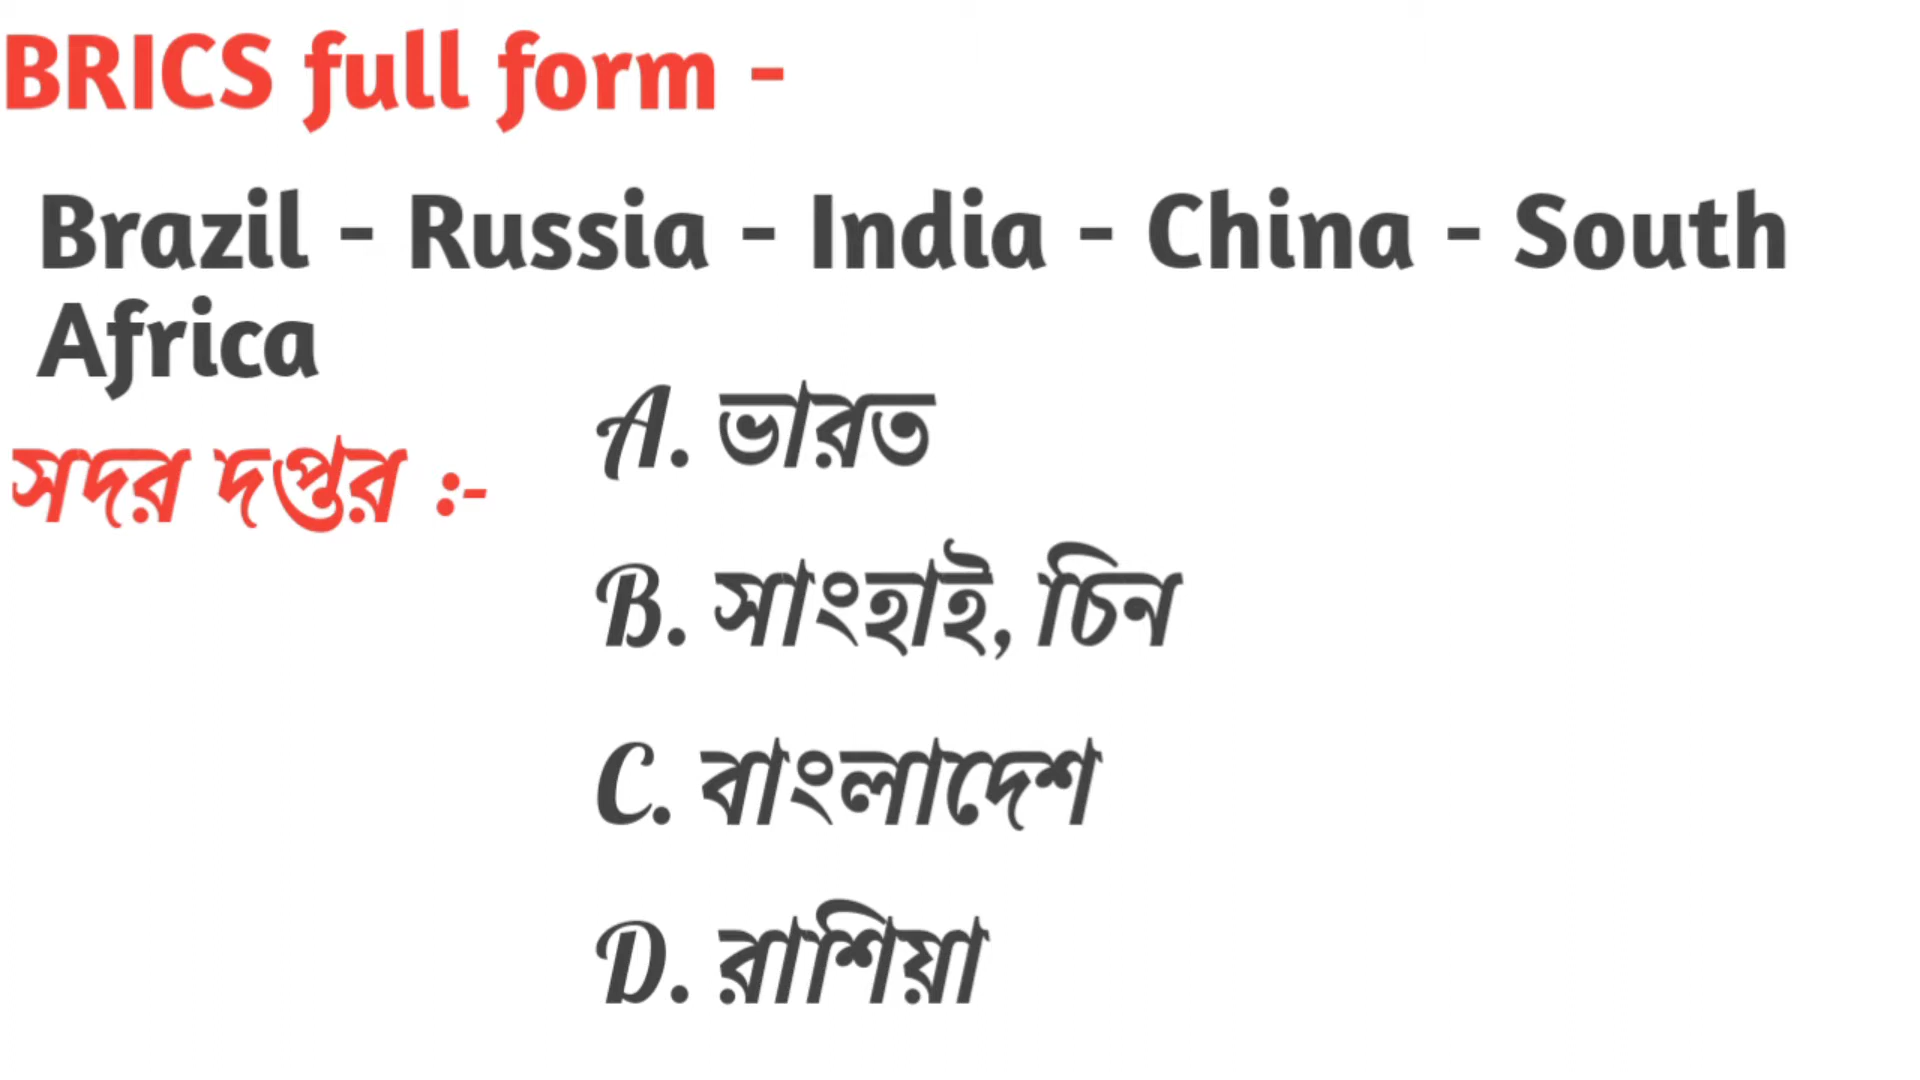 BRICS full form -
Brazil - Russia - India - China - South
Africa
সদর দপ্তর :-
A. ভারত
B. সাংহাই, চিন
C. বাংলাদেশ
D. রাশিয়া